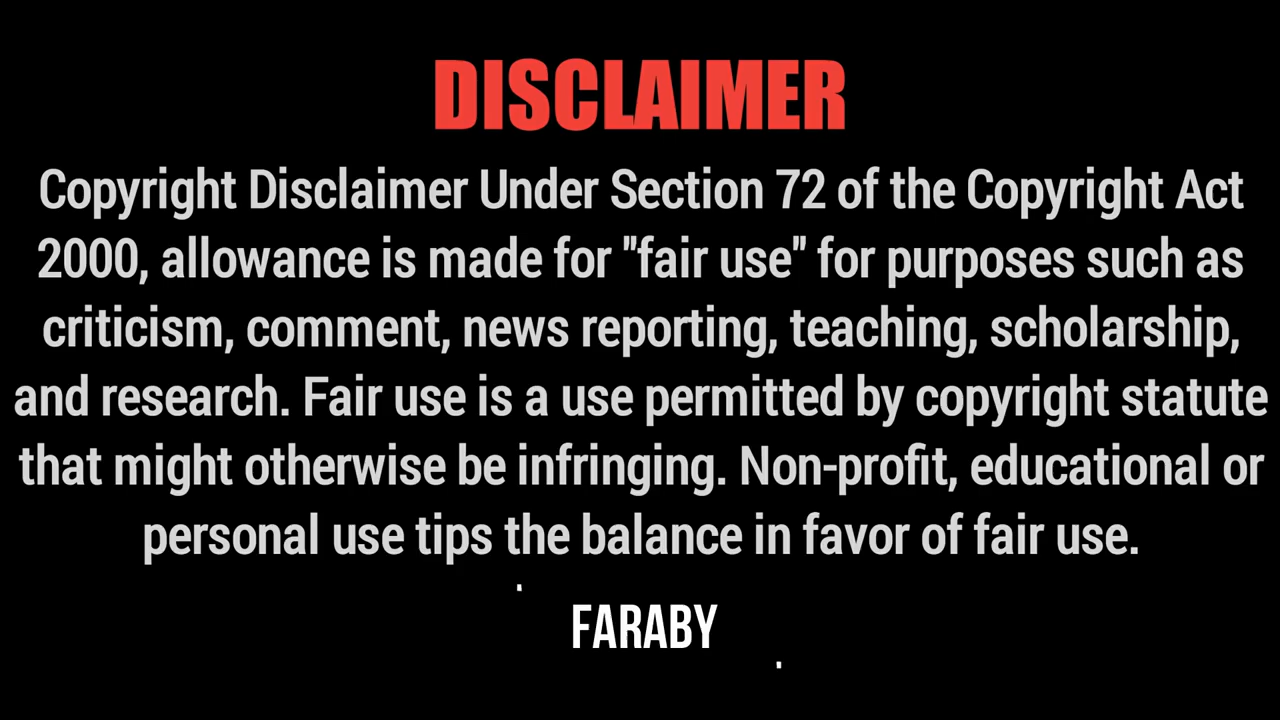 DISCLAIMER
Copyright Disclaimer Under Section 72 of the Copyright Act
2000, allowance is made for "fair use" for purposes such as
criticism, comment, news reporting, teaching, scholarship,
and research. Fair use is a use permitted by copyright statute
that might otherwise be infringing. Non-profit, educational or
personal use tips the balance in favor of fair use.
FARABY